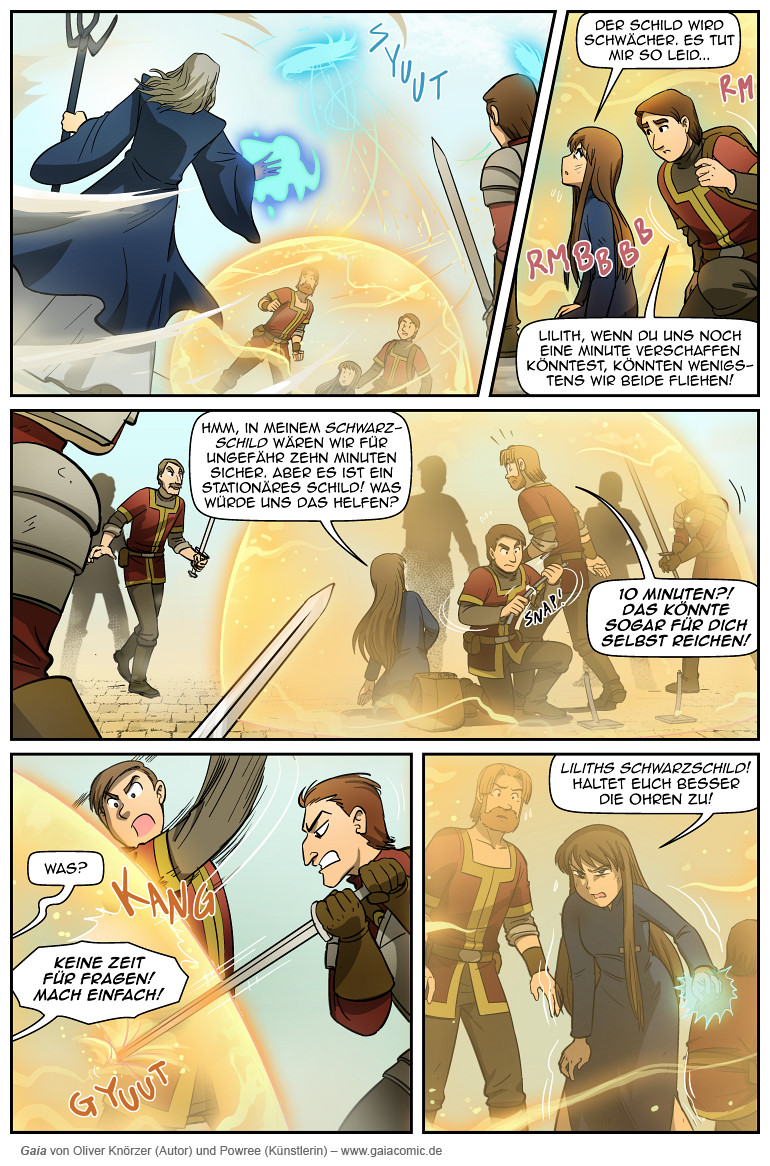 SYUUT
DER SCHILD WIRD
SCHWÄCHER. ES TUT
MIR SO LEID...
RM
RMBBBB
LILITH, WENN DU UNS NOCH
EINE MINUTE VERSCHAFFEN
KÖNNTEST, KÖNNTEN WENIGS-
TENS WIR BEIDE FLIEHEN!
HMM, IN MEINEM SCHWARZ-
SCHILD WÄREN WIR FÜR
UNGEFÄHR ZEHN MINUTEN
SICHER. ABER ES IST EIN
STATIONÄRES SCHILD! WAS
WÜRDE UNS DAS HELFEN?
SNAP!
10 MINUTEN?!
DAS KÖNNTE
SOGAR FÜR DICH
SELBST REICHEN!
WAS?
KANG
KEINE ZEIT
FÜR FRAGEN!
MACH EINFACH!
GYUUT
LILITHS SCHWARZSCHILD!
HALTET EUCH BESSER
DIE OHREN ZU!
Gaia von Oliver Knörzer (Autor) und Powree (Künstlerin) – www.gaiacomic.de